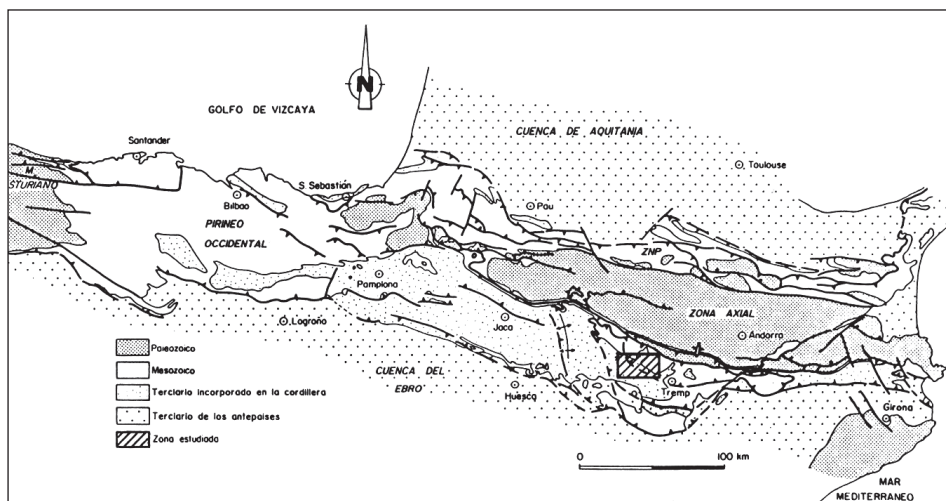 N
GOLFO DE VIZCAYA
CUENCA DE AQUITANIA
Santander
Toulouse
M.
STURIANO
S. Sebastián
Bilbao
Pau
PIRINEO
OCCIDENTAL
ZNP
Pamplona
ZONA AXIAL
Logroño
Jaca
Andorra
CUENCA DEL
EBRO
Huesca
Tremp
Girona
Paleozoico
Mesozoico
Terciario incorporado en la cordillera
Terciario de los antepaises
Zona estudiada
0 100 km
MAR
MEDITERRANEO